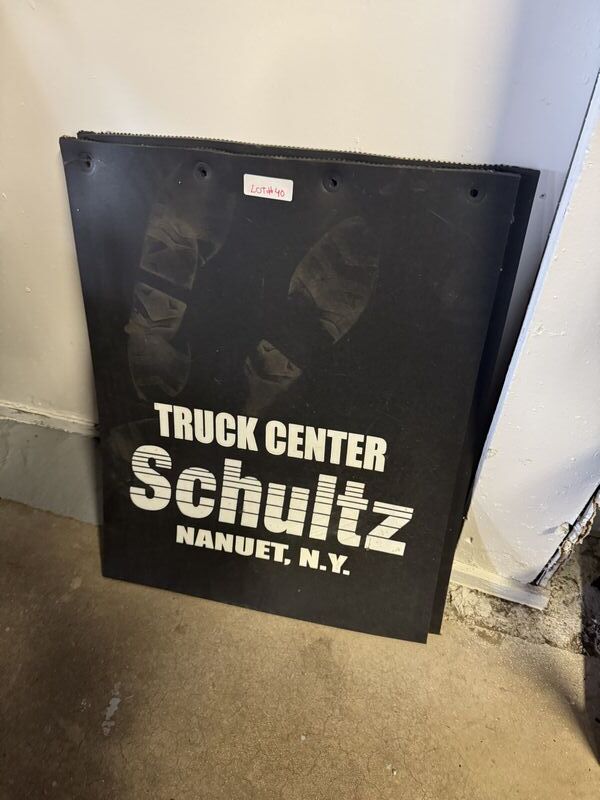 LOT# 40
TRUCK CENTER
Schultz
NANUET, N.Y.